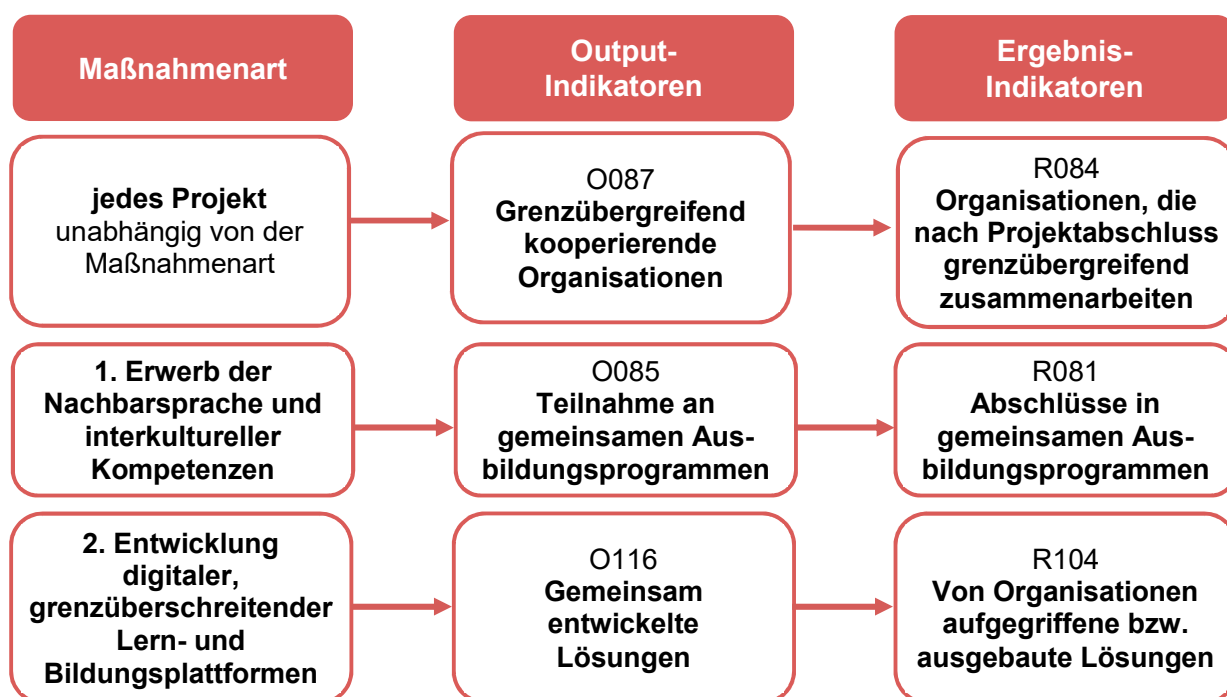 Maßnahmenart
Output-
Indikatoren
Ergebnis-
Indikatoren
jedes Projekt
unabhängig von der
Maßnahmenart
O087
Grenzübergreifend
kooperierende
Organisationen
R084
Organisationen, die
nach Projektabschluss
grenzübergreifend
zusammenarbeiten
1. Erwerb der
Nachbarsprache und
interkultureller
Kompetenzen
O085
Teilnahme an
gemeinsamen Aus-
bildungsprogrammen
R081
Abschlüsse in
gemeinsamen Aus-
bildungsprogrammen
2. Entwicklung
digitaler,
grenzüberschreitender
Lern- und
Bildungsplattformen
O116
Gemeinsam
entwickelte
Lösungen
R104
Von Organisationen
aufgegriffene bzw.
ausgebaute Lösungen